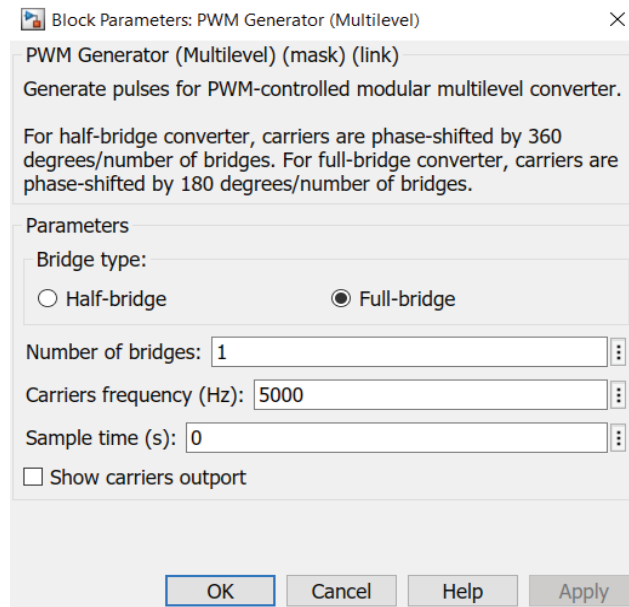 Block Parameters: PWM Generator (Multilevel)
PWM Generator (Multilevel) (mask) (link)
Generate pulses for PWM-controlled modular multilevel converter.
For half-bridge converter, carriers are phase-shifted by 360
degrees/number of bridges. For full-bridge converter, carriers are
phase-shifted by 180 degrees/number of bridges.
Parameters
Bridge type:
Half-bridge Full-bridge
Number of bridges: 1
Carriers frequency (Hz): 5000
Sample time (s): 0
Show carriers outport
OK Cancel Help Apply